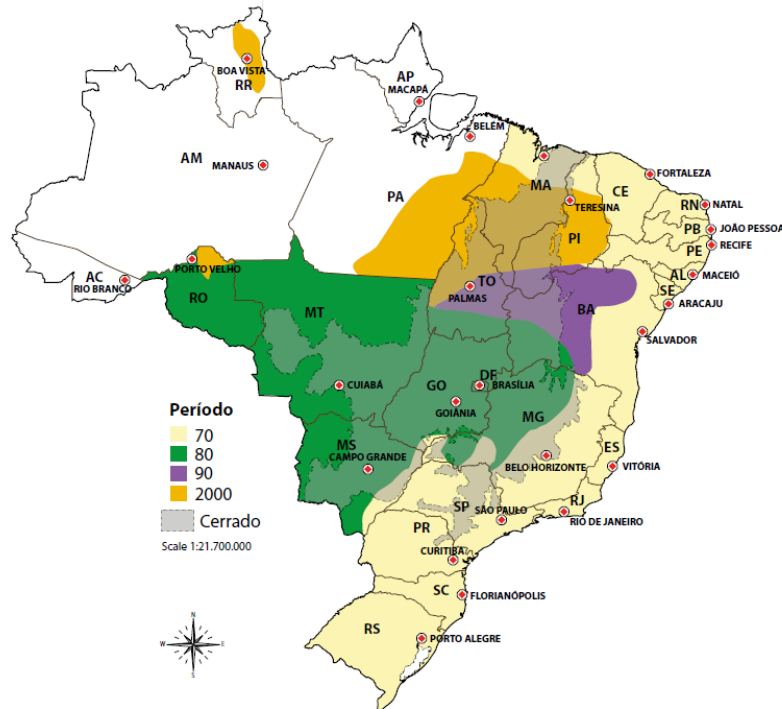 BOA VISTA
RR
AP
MACAPÁ
BELÉM
AM
MANAUS
PA
MA
CE
FORTALEZA
TERESINA
RN
NATAL
PB
JOÃO PESSOA
PI
PE
RECIFE
AC
RIO BRANCO
PORTO VELHO
RO
TO
PALMAS
AL
MACEIÓ
SE
ARACAJU
MT
BA
SALVADOR
CUIABÁ
GO
DF
BRASÍLIA
GOIÂNIA
MG
MS
CAMPO GRANDE
BELO HORIZONTE
ES
VITÓRIA
SP
SÃO PAULO
RJ
RIO DE JANEIRO
PR
CURITIBA
SC
FLORIANÓPOLIS
RS
PORTO ALEGRE
Período
70
80
90
2000
Cerrado
Scale 1:21.700.000
N
W
E
S